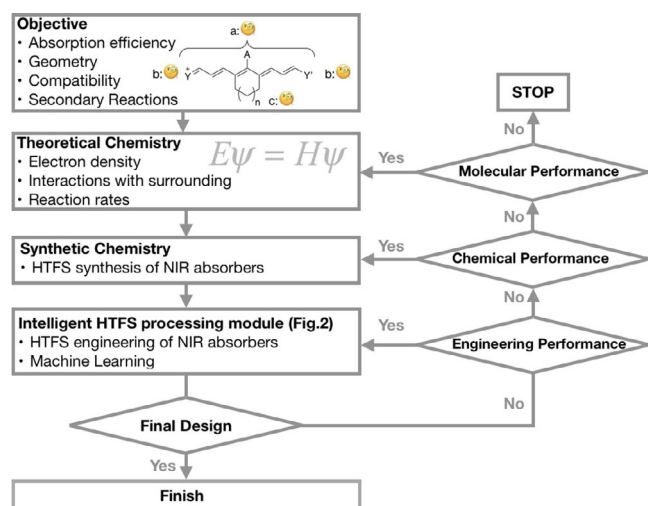 Objective
• Absorption efficiency
• Geometry
• Compatibility
• Secondary Reactions
a:
A
b:
+
Y
Y'
b:
n
c:
STOP
No
Theoretical Chemistry
• Electron density
• Interactions with surrounding
• Reaction rates
Eψ = Hψ
Yes
Molecular Performance
No
Synthetic Chemistry
• HTFS synthesis of NIR absorbers
Yes
Chemical Performance
No
Intelligent HTFS processing module (Fig.2)
• HTFS engineering of NIR absorbers
• Machine Learning
Yes
Engineering Performance
No
Final Design
Yes
Finish